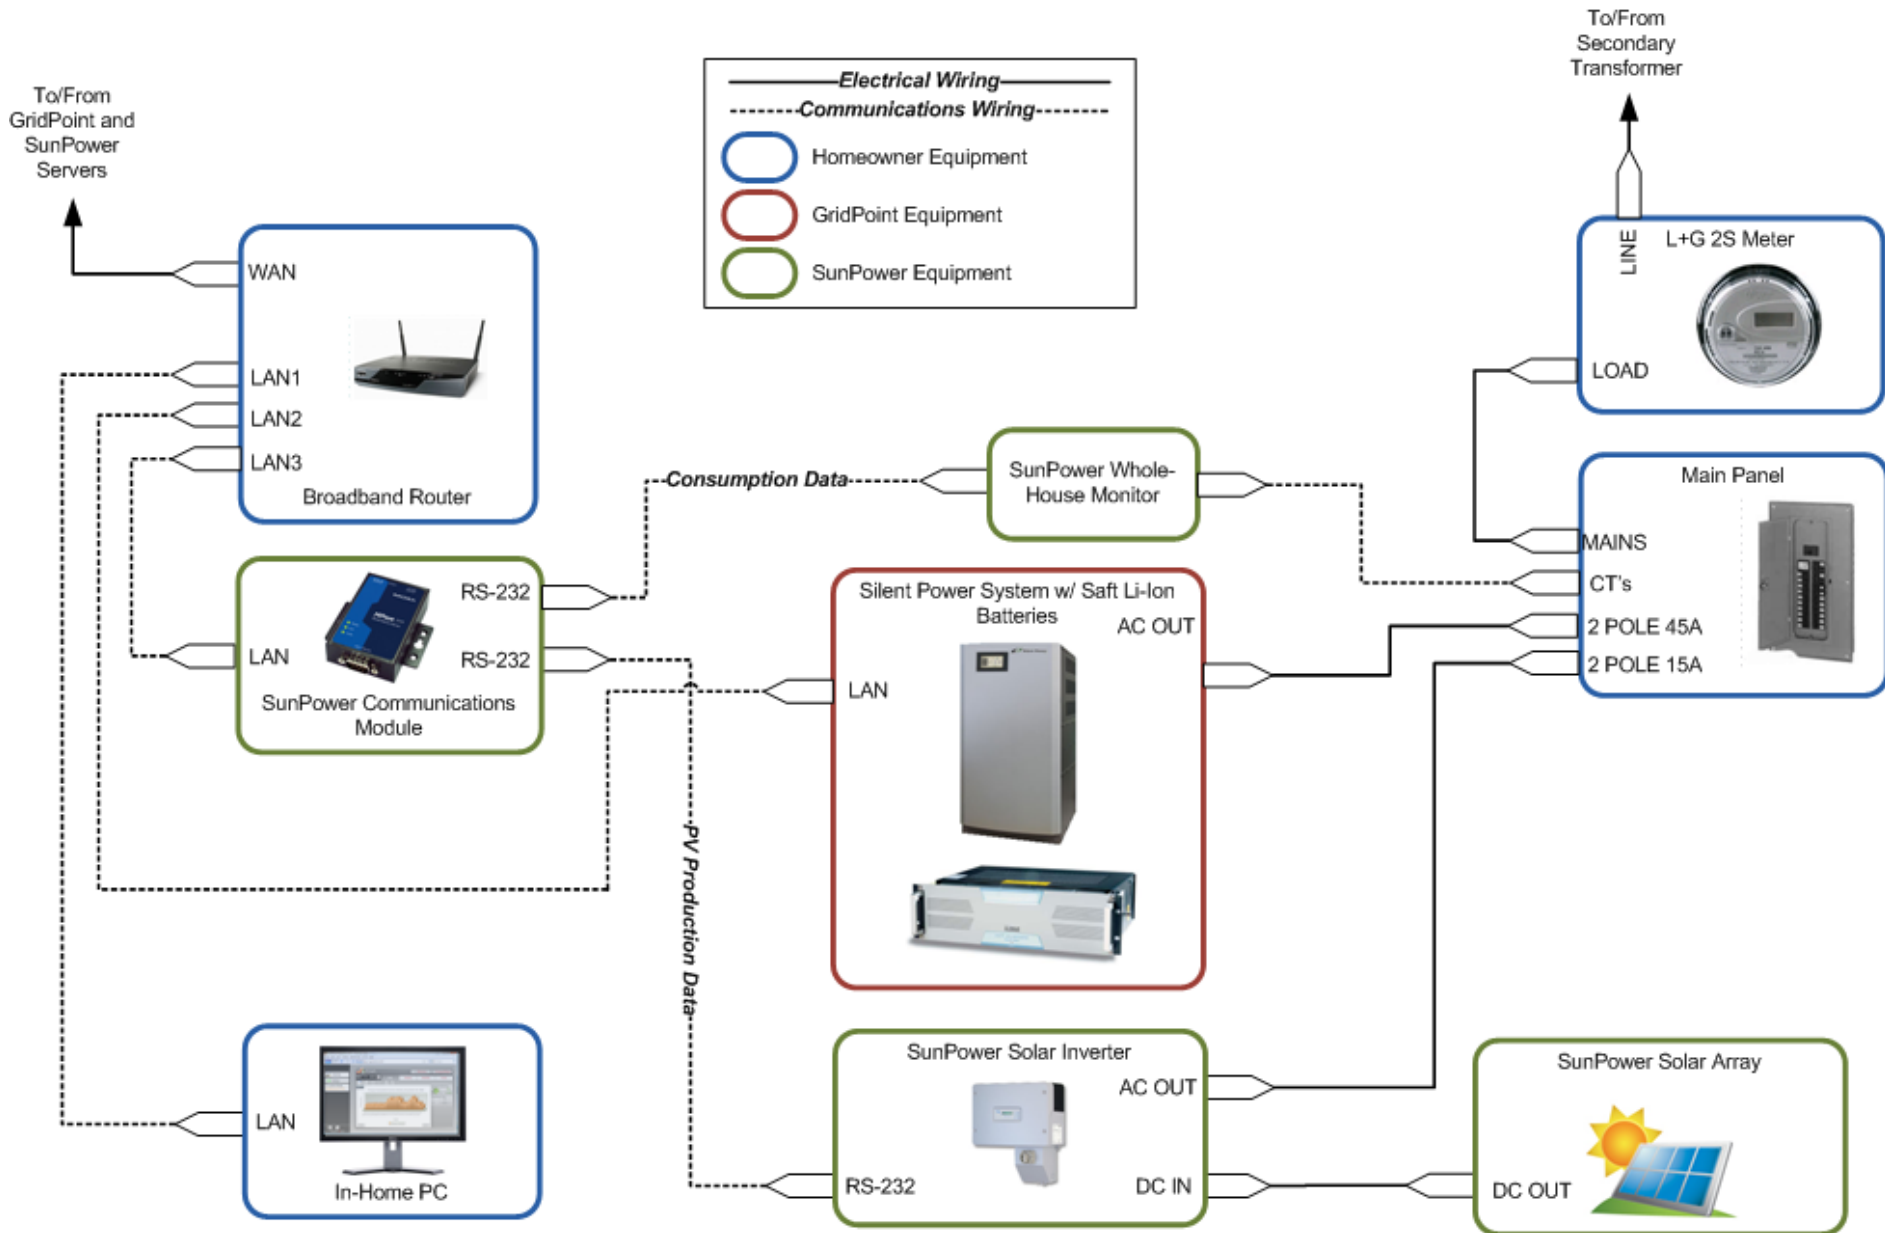 To/From
Secondary
Transformer
To/From
GridPoint and
SunPower
Servers
Electrical Wiring
Communications Wiring
Homeowner Equipment
GridPoint Equipment
SunPower Equipment
WAN
LAN1
LAN2
LAN3
Broadband Router
LINE
L+G 2S Meter
LOAD
Consumption Data
SunPower Whole-
House Monitor
Main Panel
MAINS
CT's
2 POLE 45A
2 POLE 15A
RS-232
RS-232
LAN
SunPower Communications
Module
Silent Power System w/ Saft Li-Ion
Batteries
AC OUT
LAN
PV Production Data
LAN
In-Home PC
SunPower Solar Inverter
AC OUT
RS-232
DC IN
SunPower Solar Array
DC OUT